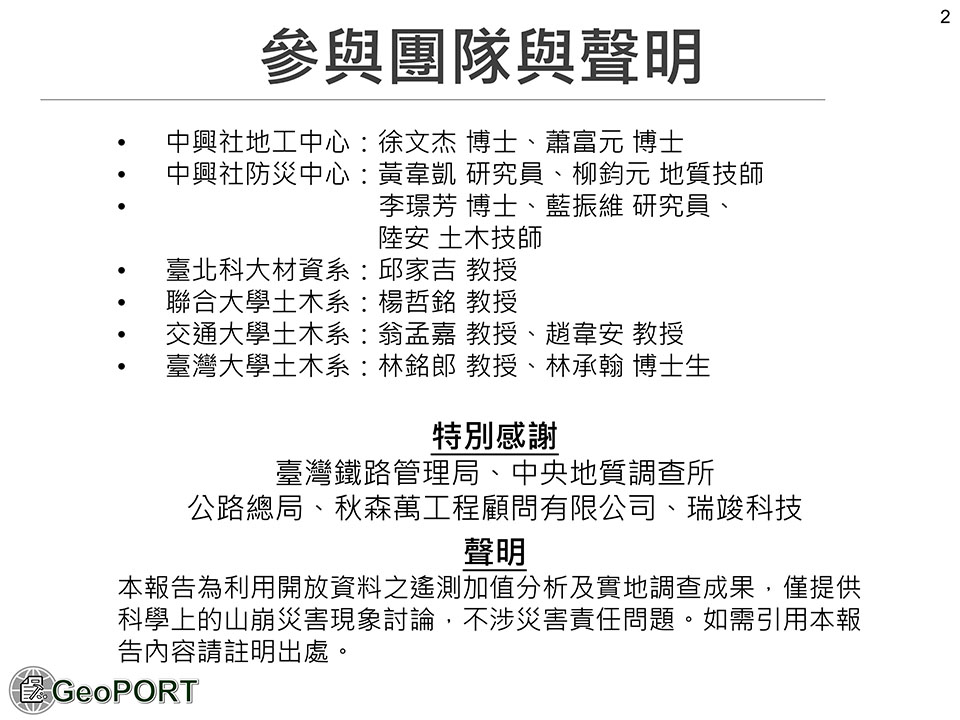 2
參與團隊與聲明
• 中興社地工中心：徐文杰 博士、蕭富元 博士
• 中興社防災中心：黃韋凱 研究員、柳鈞元 地質技師
• 李璟芳 博士、藍振維 研究員、
陸安 土木技師
• 臺北科大材資系：邱家吉 教授
• 聯合大學土木系：楊哲銘 教授
• 交通大學土木系：翁孟嘉 教授、趙韋安 教授
• 臺灣大學土木系：林銘郎 教授、林承翰 博士生
特別感謝
臺灣鐵路管理局、中央地質調查所
公路總局、秋森萬工程顧問有限公司、瑞竣科技
聲明
本報告為利用開放資料之遙測加值分析及實地調查成果，僅提供
科學上的山崩災害現象討論，不涉災害責任問題。如需引用本報
告內容請註明出處。
GeoPORT